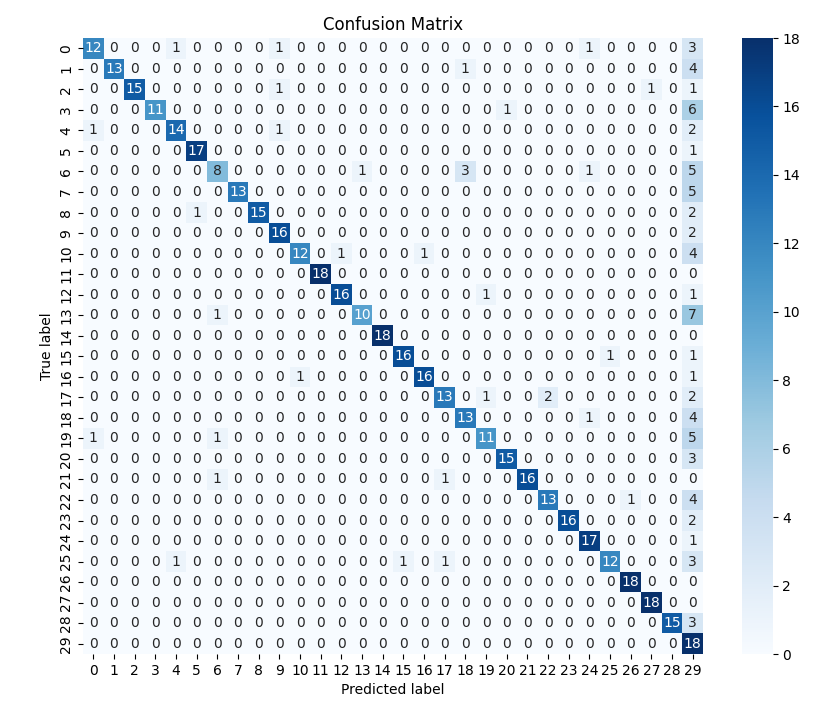 Confusion Matrix
True label
0 12 0 0 0 1 0 0 0 0 1 0 0 0 0 0 0 0 0 0 0 0 0 0 0 1 0 0 0 0 3
1 0 13 0 0 0 0 0 0 0 0 0 0 0 0 0 0 0 0 1 0 0 0 0 0 0 0 0 0 0 4
2 0 0 15 0 0 0 0 0 0 1 0 0 0 0 0 0 0 0 0 0 0 0 0 0 0 0 0 1 0 1
3 0 0 0 11 0 0 0 0 0 0 0 0 0 0 0 0 0 0 0 0 1 0 0 0 0 0 0 0 0 6
4 1 0 0 0 14 0 0 0 0 1 0 0 0 0 0 0 0 0 0 0 0 0 0 0 0 0 0 0 0 2
5 0 0 0 0 0 17 0 0 0 0 0 0 0 0 0 0 0 0 0 0 0 0 0 0 0 0 0 0 0 1
6 0 0 0 0 0 0 8 0 0 0 0 0 0 1 0 0 0 0 3 0 0 0 0 0 1 0 0 0 0 5
7 0 0 0 0 0 0 0 13 0 0 0 0 0 0 0 0 0 0 0 0 0 0 0 0 0 0 0 0 0 5
8 0 0 0 0 0 1 0 0 15 0 0 0 0 0 0 0 0 0 0 0 0 0 0 0 0 0 0 0 0 2
9 0 0 0 0 0 0 0 0 0 16 0 0 0 0 0 0 0 0 0 0 0 0 0 0 0 0 0 0 0 2
10 0 0 0 0 0 0 0 0 0 0 12 0 1 0 0 0 1 0 0 0 0 0 0 0 0 0 0 0 0 4
11 0 0 0 0 0 0 0 0 0 0 0 18 0 0 0 0 0 0 0 0 0 0 0 0 0 0 0 0 0 0
12 0 0 0 0 0 0 0 0 0 0 0 0 16 0 0 0 0 0 0 1 0 0 0 0 0 0 0 0 0 1
13 0 0 0 0 0 0 1 0 0 0 0 0 0 10 0 0 0 0 0 0 0 0 0 0 0 0 0 0 0 7
14 0 0 0 0 0 0 0 0 0 0 0 0 0 0 18 0 0 0 0 0 0 0 0 0 0 0 0 0 0 0
15 0 0 0 0 0 0 0 0 0 0 0 0 0 0 0 16 0 0 0 0 0 0 0 0 0 1 0 0 0 1
16 0 0 0 0 0 0 0 0 0 0 1 0 0 0 0 0 16 0 0 0 0 0 0 0 0 0 0 0 0 1
17 0 0 0 0 0 0 0 0 0 0 0 0 0 0 0 0 0 13 0 1 0 0 2 0 0 0 0 0 0 2
18 0 0 0 0 0 0 0 0 0 0 0 0 0 0 0 0 0 0 13 0 0 0 0 0 1 0 0 0 0 4
19 1 0 0 0 0 0 1 0 0 0 0 0 0 0 0 0 0 0 0 11 0 0 0 0 0 0 0 0 0 5
20 0 0 0 0 0 0 0 0 0 0 0 0 0 0 0 0 0 0 0 0 15 0 0 0 0 0 0 0 0 3
21 0 0 0 0 0 0 1 0 0 0 0 0 0 0 0 0 0 1 0 0 0 16 0 0 0 0 0 0 0 0
22 0 0 0 0 0 0 0 0 0 0 0 0 0 0 0 0 0 0 0 0 0 0 13 0 0 0 1 0 0 4
23 0 0 0 0 0 0 0 0 0 0 0 0 0 0 0 0 0 0 0 0 0 0 0 16 0 0 0 0 0 2
24 0 0 0 0 0 0 0 0 0 0 0 0 0 0 0 0 0 0 0 0 0 0 0 0 17 0 0 0 0 1
25 0 0 0 0 1 0 0 0 0 0 0 0 0 0 0 1 0 1 0 0 0 0 0 0 0 12 0 0 0 3
26 0 0 0 0 0 0 0 0 0 0 0 0 0 0 0 0 0 0 0 0 0 0 0 0 0 0 18 0 0 0
27 0 0 0 0 0 0 0 0 0 0 0 0 0 0 0 0 0 0 0 0 0 0 0 0 0 0 0 18 0 0
28 0 0 0 0 0 0 0 0 0 0 0 0 0 0 0 0 0 0 0 0 0 0 0 0 0 0 0 0 15 3
29 0 0 0 0 0 0 0 0 0 0 0 0 0 0 0 0 0 0 0 0 0 0 0 0 0 0 0 0 0 18
0 1 2 3 4 5 6 7 8 9 10 11 12 13 14 15 16 17 18 19 20 21 22 23 24 25 26 27 28 29
Predicted label
18
16
14
12
10
8
6
4
2
0